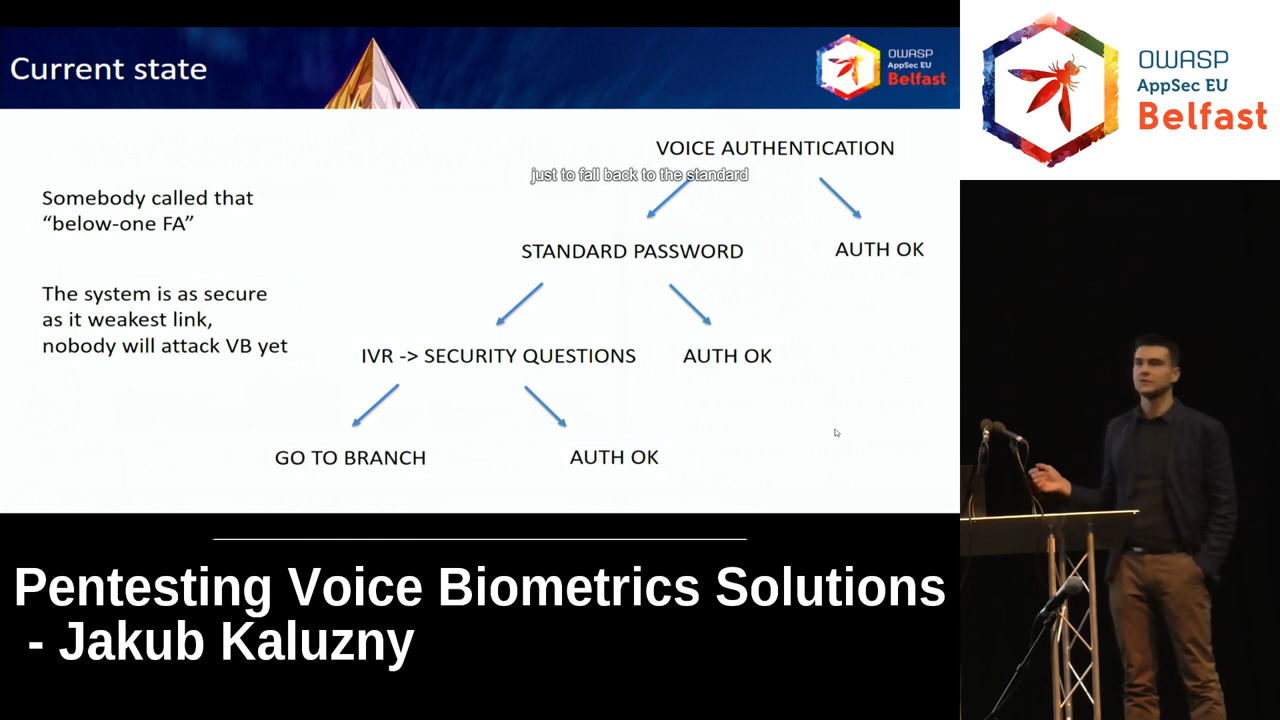 Current state
OWASP
AppSec EU
Belfast
OWASP
AppSec EU
Belfast
VOICE AUTHENTICATION
just to fall back to the standard
Somebody called that
“below-one FA”
STANDARD PASSWORD
AUTH OK
The system is as secure
as it weakest link,
nobody will attack VB yet
IVR -> SECURITY QUESTIONS
AUTH OK
GO TO BRANCH
AUTH OK
Pentesting Voice Biometrics Solutions
- Jakub Kaluzny